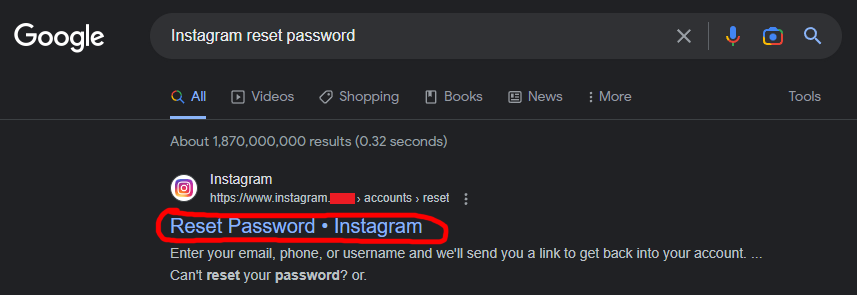 Google
Instagram reset password
All Videos Shopping Books News More Tools
About 1,870,000,000 results (0.32 seconds)
Instagram
https://www.instagram. › accounts › reset
Reset Password • Instagram
Enter your email, phone, or username and we'll send you a link to get back into your account. ...
Can't reset your password? or.